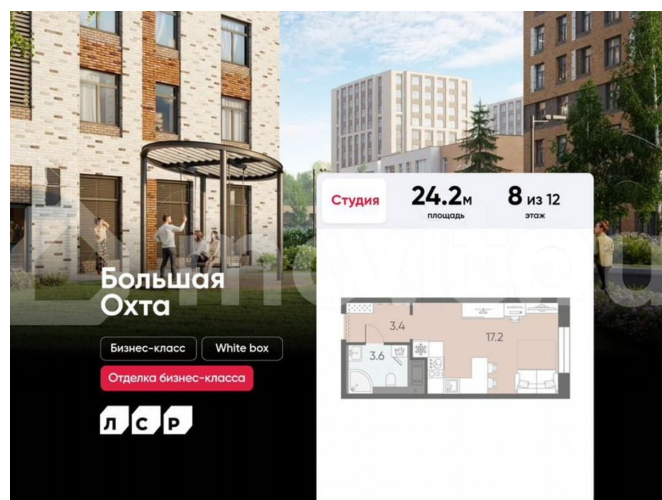 Студия
24.2м
площадь
8 из 12
этаж
Большая
Охта
Бизнес-класс
White box
Отделка бизнес-класса
ЛСР
3.4
17.2
3.6